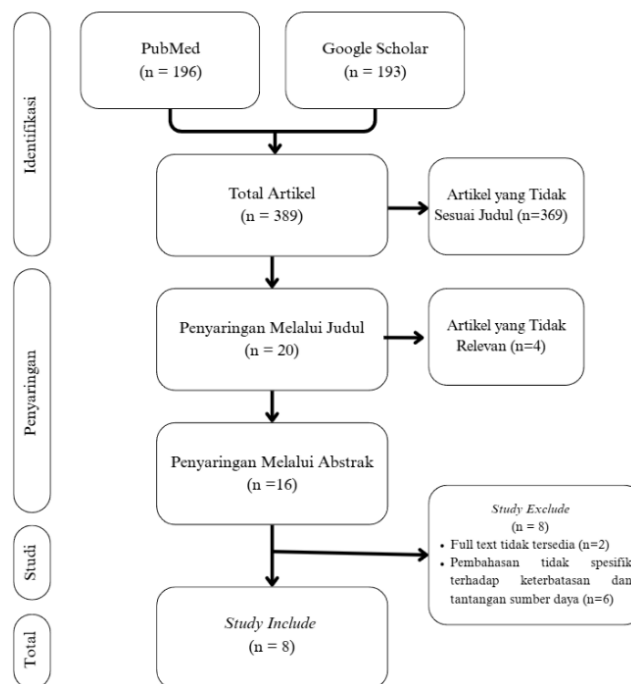 Identifikasi
PubMed
(n = 196)
Google Scholar
(n = 193)
Total Artikel
(n = 389)
Artikel yang Tidak
Sesuai Judul (n=369)
Penyaringan
Penyaringan Melalui Judul
(n = 20)
Artikel yang Tidak
Relevan (n=4)
Penyaringan Melalui Abstrak
(n =16)
Studi
Study Exclude
(n = 8)
• Full text tidak tersedia (n=2)
• Pembahasan tidak spesifik
terhadap keterbatasan dan
tantangan sumber daya (n=6)
Total
Study Include
(n = 8)